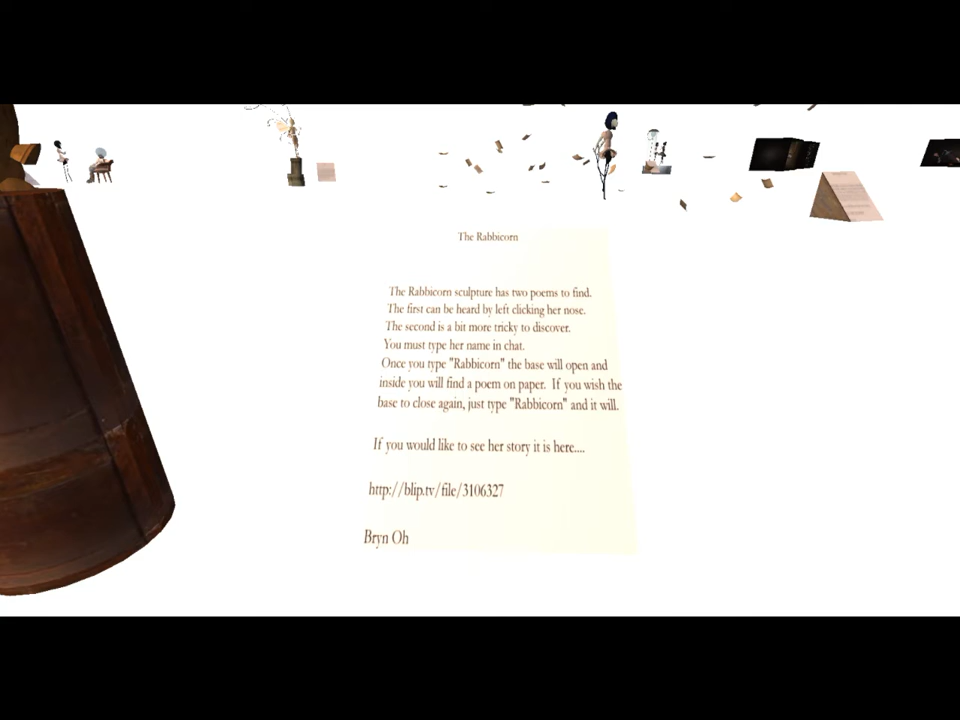 The Rabbicorn
The Rabbicorn sculpture has two poems to find.
The first can be heard by left clicking her nose.
The second is a bit more tricky to discover.
You must type her name in chat.
Once you type "Rabbicorn" the base will open and
inside you will find a poem on paper.  If you wish the
base to close again, just type "Rabbicorn" and it will.
If you would like to see her story it is here....
http://blip.tv/file/3106327
Bryn Oh